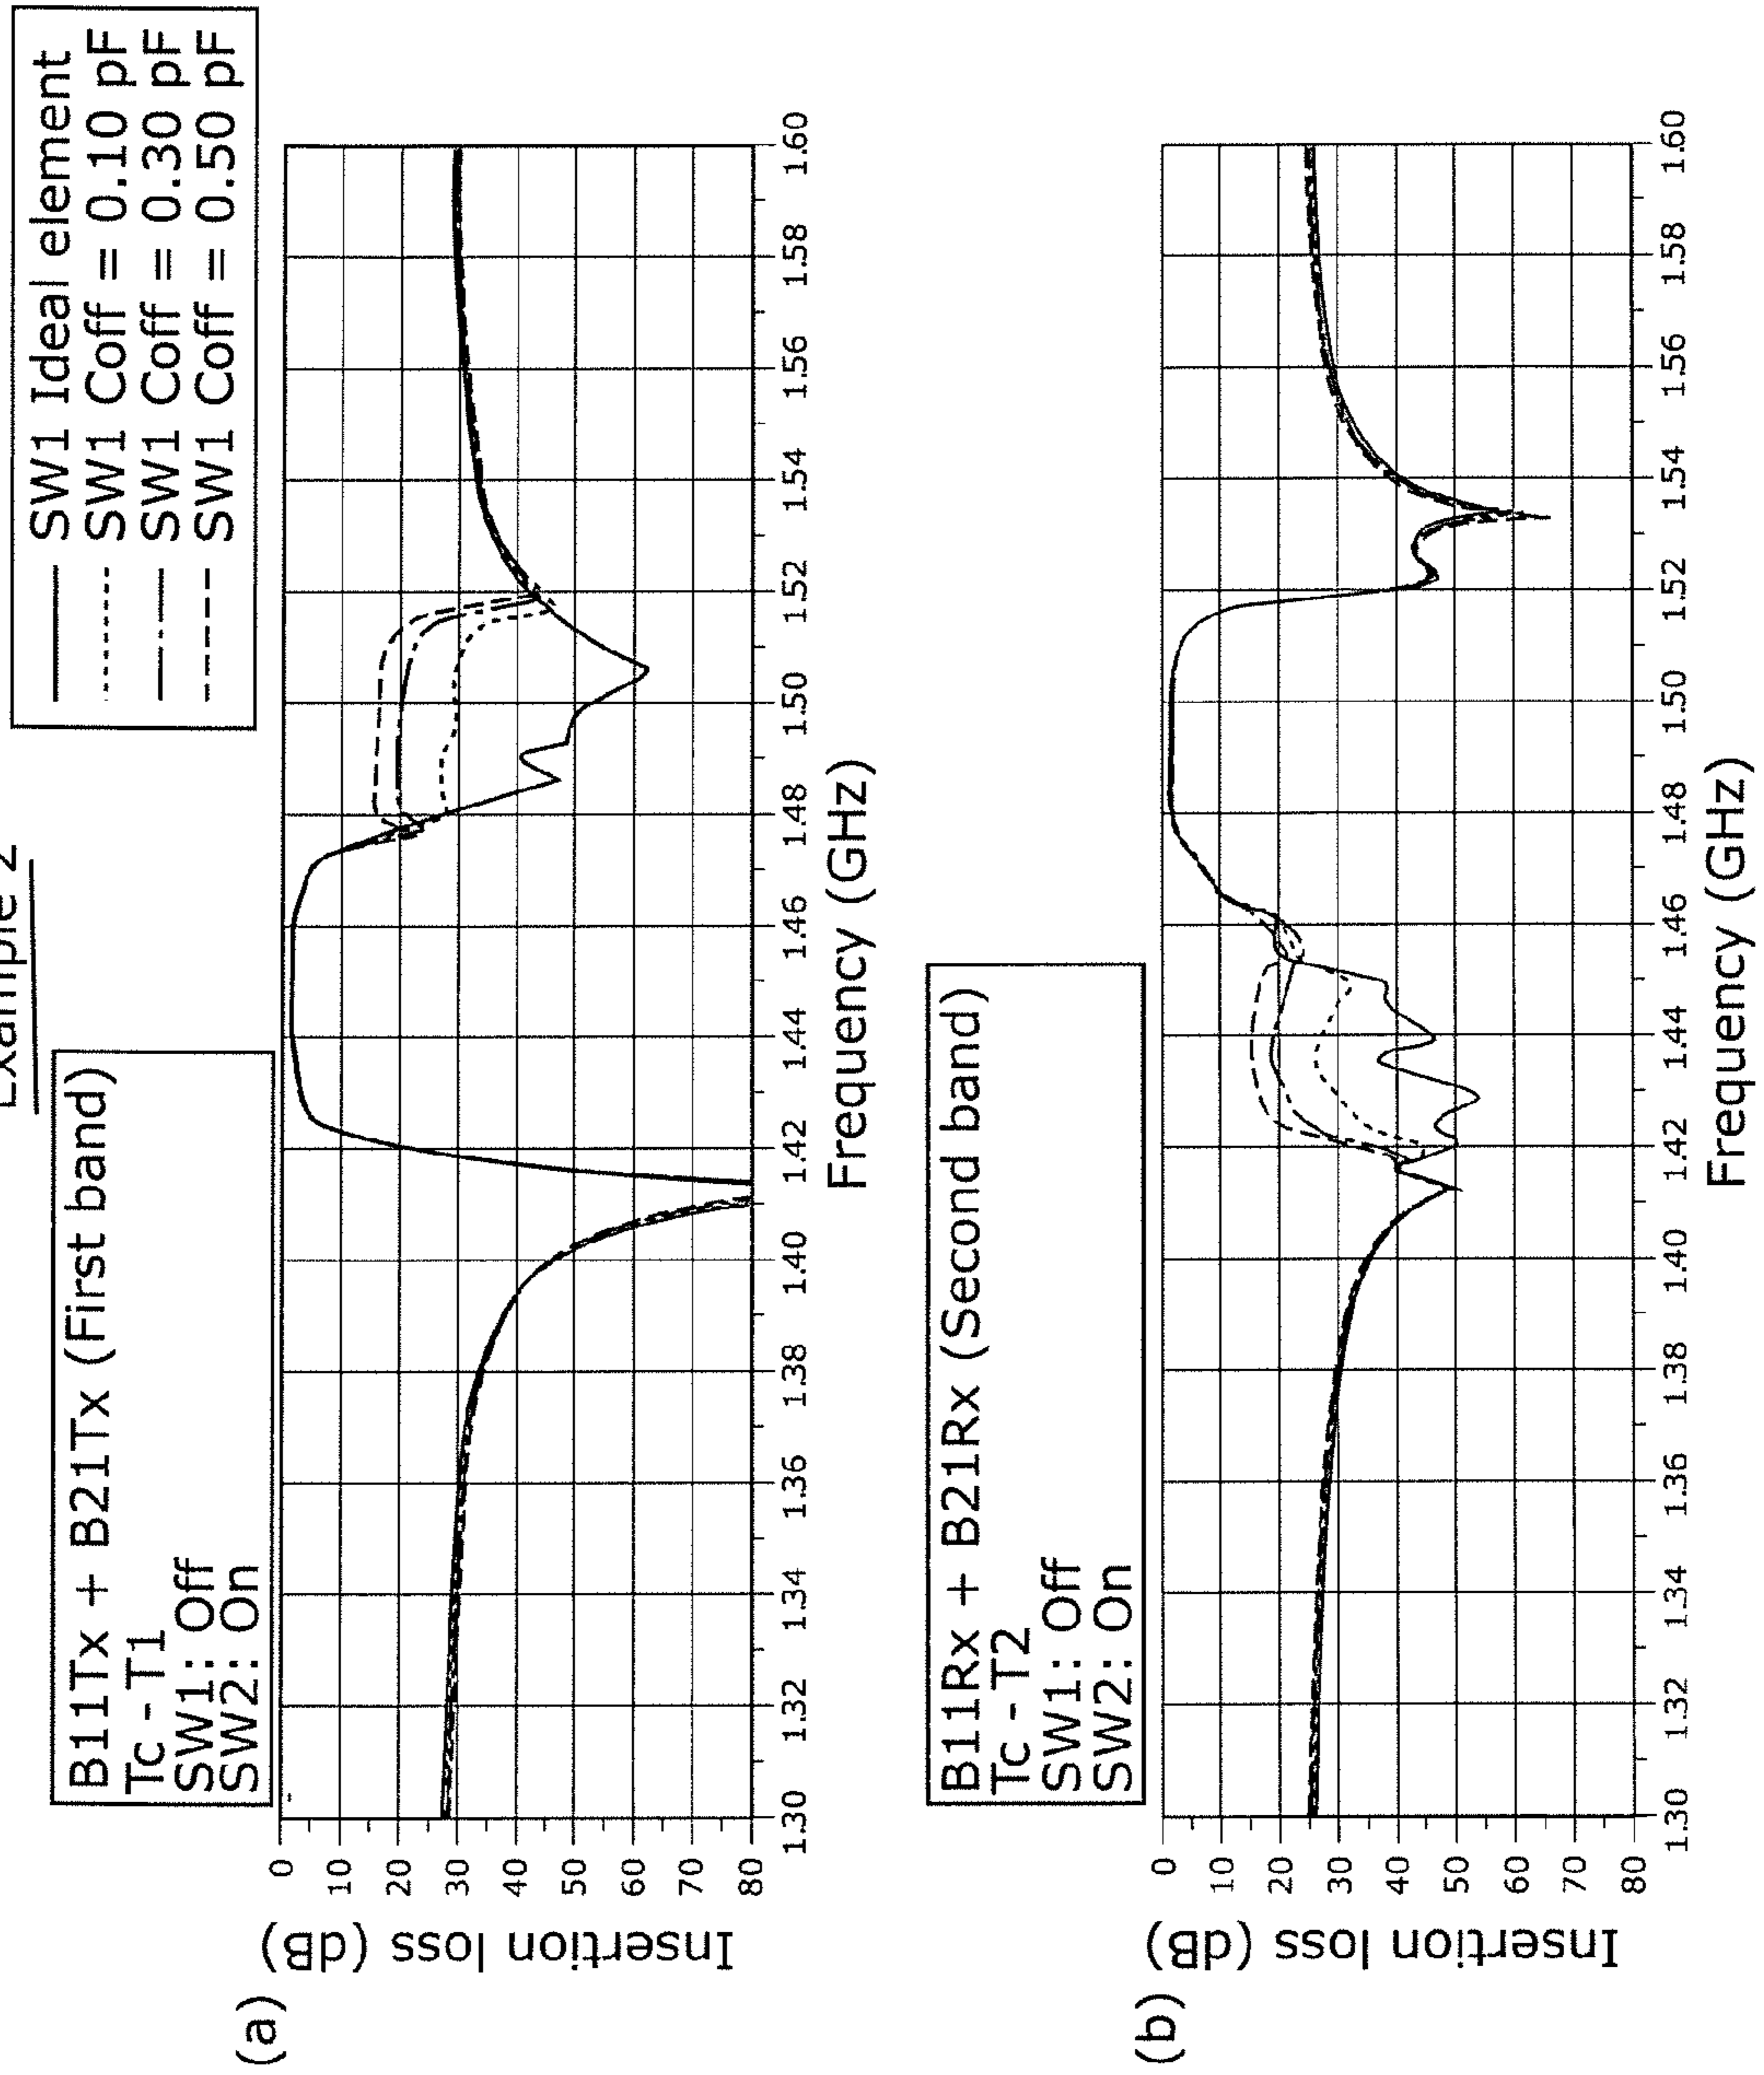 Example 2
SW1 Ideal element
SW1 Coff = 0.10 pF
SW1 Coff = 0.30 pF
SW1 Coff = 0.50 pF
(a)
B11Tx + B21Tx (First band)
Tc - T1
SW1: Off
SW2: On
Insertion loss (dB)
0
10
20
30
40
50
60
70
80
1.30 1.32 1.34 1.36 1.38 1.40 1.42 1.44 1.46 1.48 1.50 1.52 1.54 1.56 1.58 1.60
Frequency (GHz)
(b)
B11Rx + B21Rx (Second band)
Tc - T2
SW1: Off
SW2: On
Insertion loss (dB)
0
10
20
30
40
50
60
70
80
1.30 1.32 1.34 1.36 1.38 1.40 1.42 1.44 1.46 1.48 1.50 1.52 1.54 1.56 1.58 1.60
Frequency (GHz)